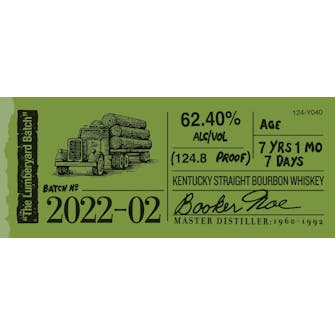 "The Lumberyard Batch"
BATCH Nº
2022-02
62.40%
ALC/VOL
(124.8 PROOF)
124-Y040
AGE
7 YRS 1 MO
7 DAYS
KENTUCKY STRAIGHT BOURBON WHISKEY
Booker Noe
MASTER DISTILLER: 1960-1992